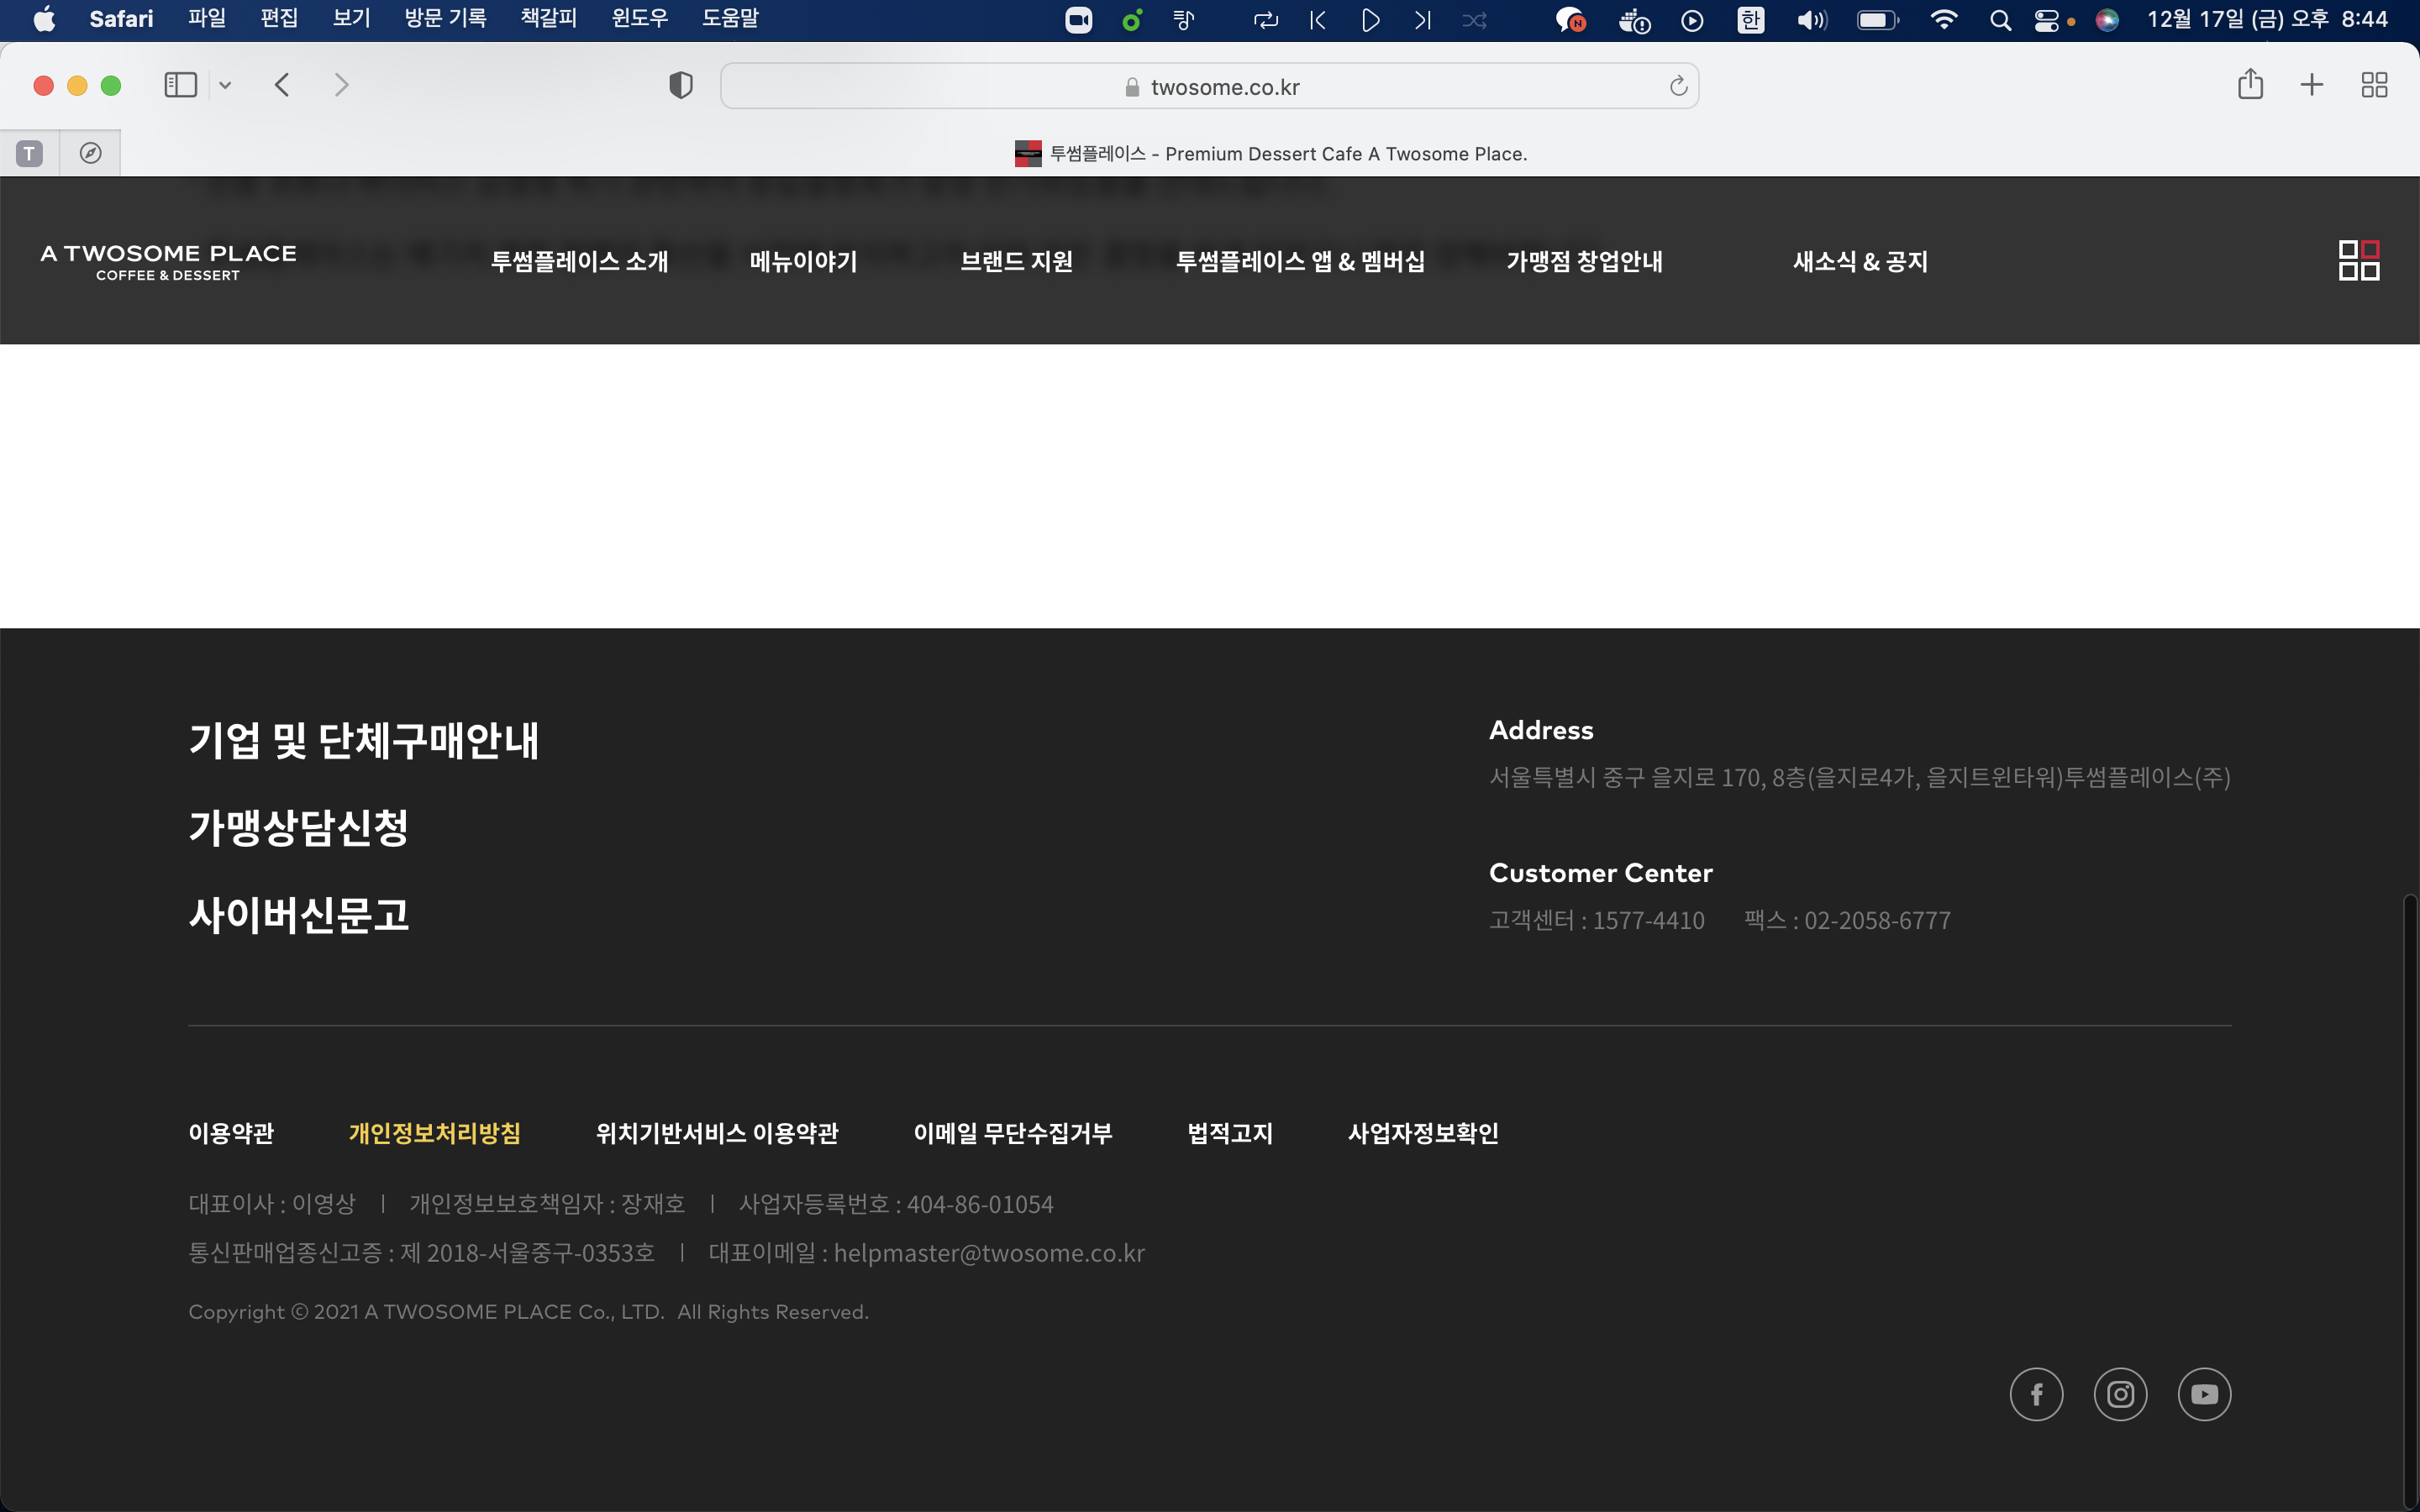 Safari 파일 편집 보기 방문 기록 책갈피 윈도우 도움말 N 한 12월 17일 (금) 오후 8:44
twosome.co.kr
T 투썸플레이스 - Premium Dessert Cafe A Twosome Place.
A TWOSOME PLACE
COFFEE & DESSERT
투썸플레이스 소개 메뉴이야기 브랜드 지원 투썸플레이스 앱 & 멤버십 가맹점 창업안내 새소식 & 공지
기업 및 단체구매안내
가맹상담신청
사이버신문고
Address
서울특별시 중구 을지로 170, 8층(을지로4가, 을지트윈타워)투썸플레이스(주)
Customer Center
고객센터 : 1577-4410 팩스 : 02-2058-6777
이용약관 개인정보처리방침 위치기반서비스 이용약관 이메일 무단수집거부 법적고지 사업자정보확인
대표이사 : 이영상 | 개인정보보호책임자 : 장재호 | 사업자등록번호 : 404-86-01054
통신판매업종신고증 : 제 2018-서울중구-0353호 | 대표이메일 : helpmaster@twosome.co.kr
Copyright ⓒ 2021 A TWOSOME PLACE Co., LTD. All Rights Reserved.